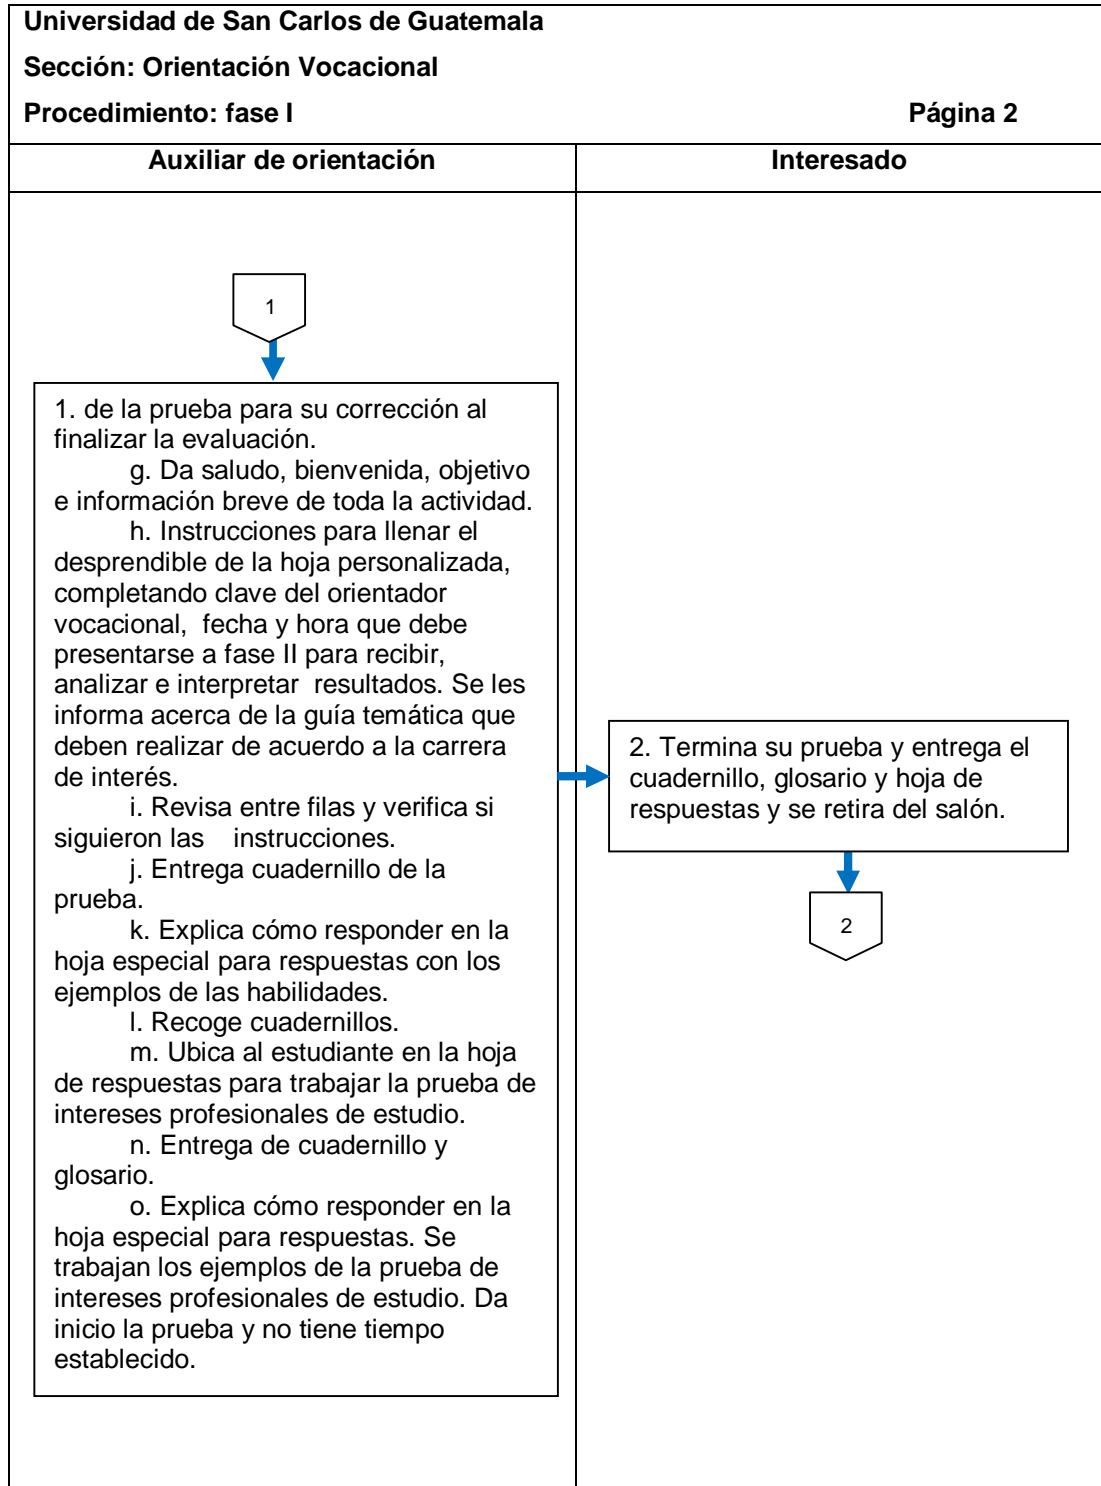 Universidad de San Carlos de Guatemala
Sección: Orientación Vocacional
Procedimiento: fase I Página 2
Auxiliar de orientación Interesado
1
1. de la prueba para su corrección al
finalizar la evaluación.
g. Da saludo, bienvenida, objetivo
e información breve de toda la actividad.
h. Instrucciones para llenar el
desprendible de la hoja personalizada,
completando clave del orientador
vocacional, fecha y hora que debe
presentarse a fase II para recibir,
analizar e interpretar resultados. Se les
informa acerca de la guía temática que
deben realizar de acuerdo a la carrera
de interés.
i. Revisa entre filas y verifica si
siguieron las instrucciones.
j. Entrega cuadernillo de la
prueba.
k. Explica cómo responder en la
hoja especial para respuestas con los
ejemplos de las habilidades.
l. Recoge cuadernillos.
m. Ubica al estudiante en la hoja
de respuestas para trabajar la prueba de
intereses profesionales de estudio.
n. Entrega de cuadernillo y
glosario.
o. Explica cómo responder en la
hoja especial para respuestas. Se
trabajan los ejemplos de la prueba de
intereses profesionales de estudio. Da
inicio la prueba y no tiene tiempo
establecido.
2. Termina su prueba y entrega el
cuadernillo, glosario y hoja de
respuestas y se retira del salón.
2